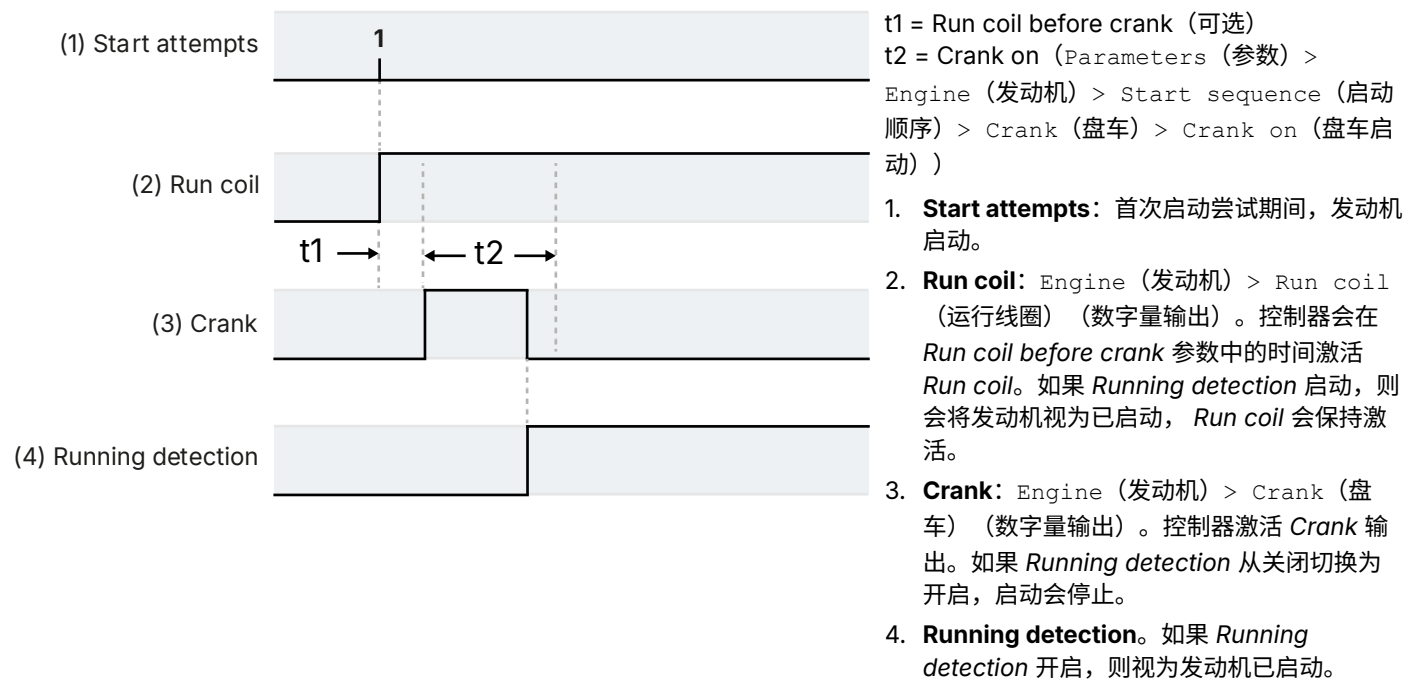 (1) Start attempts
1
(2) Run coil
t1
t2
(3) Crank
(4) Running detection
t1 = Run coil before crank（可选）
t2 = Crank on（Parameters（参数）>
Engine（发动机）> Start sequence（启动
顺序）> Crank（盘车）> Crank on（盘车启
动））
1. Start attempts：首次启动尝试期间，发动机
启动。
2. Run coil：Engine（发动机）> Run coil
（运行线圈）（数字量输出）。控制器会在
Run coil before crank 参数中的时间激活
Run coil。如果 Running detection 启动，则
会将发动机视为已启动， Run coil 会保持激
活。
3. Crank：Engine（发动机）> Crank（盘
车）（数字量输出）。控制器激活 Crank 输
出。如果 Running detection 从关闭切换为
开启，启动会停止。
4. Running detection。如果 Running
detection 开启，则视为发动机已启动。